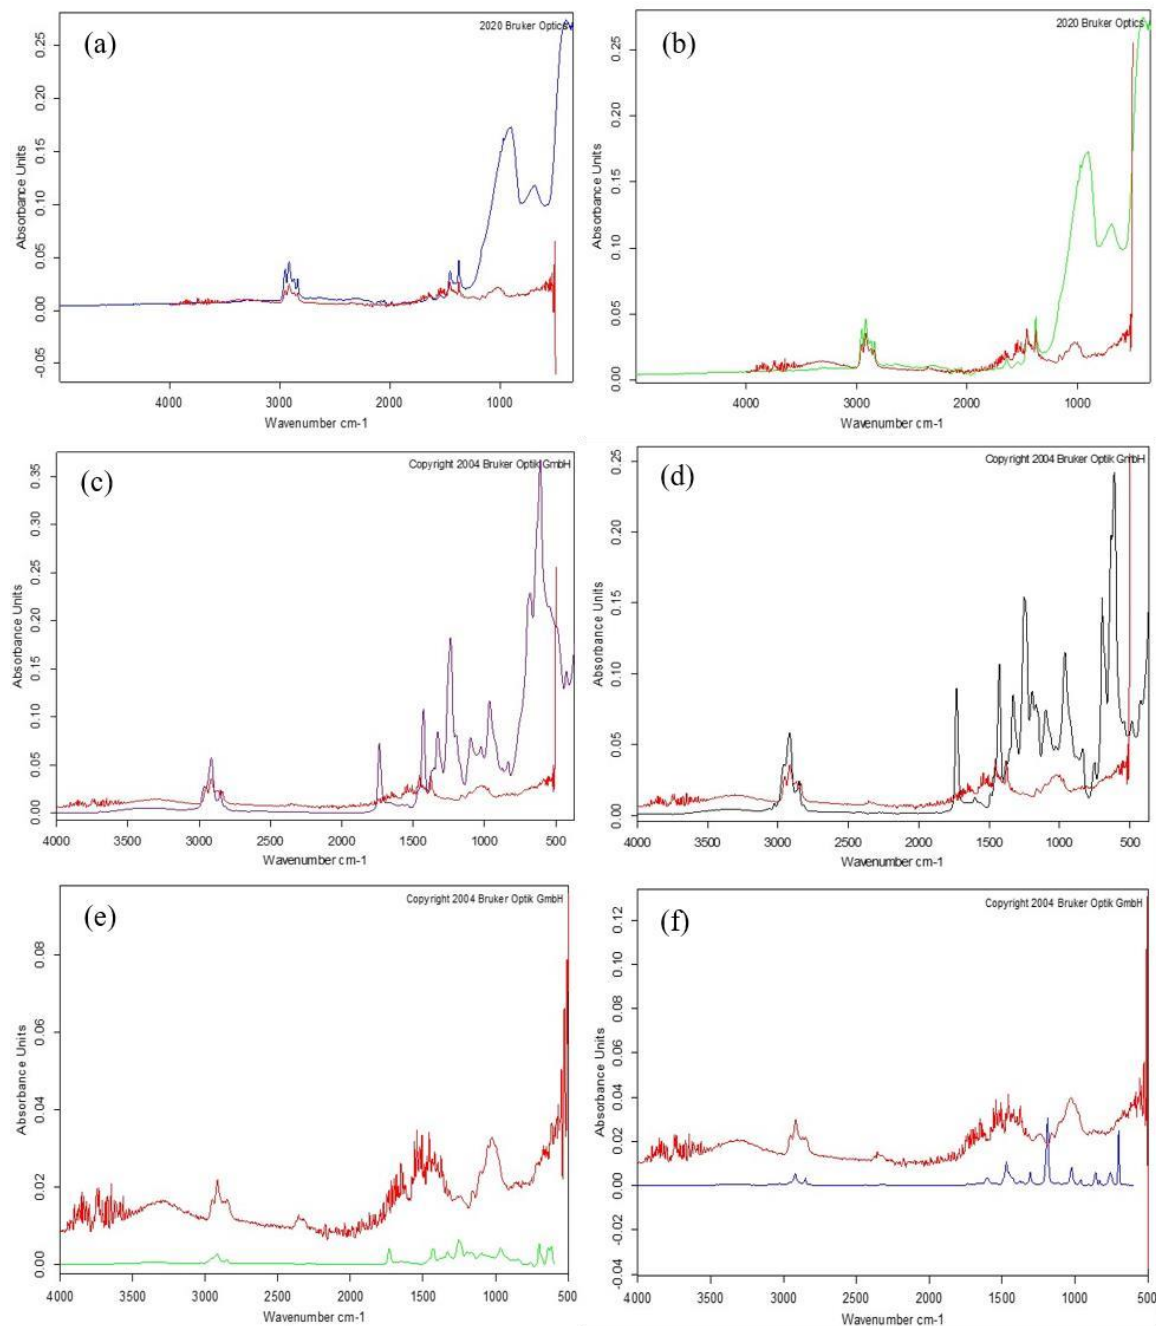 (a)
2020 Bruker Optics
Absorbance Units
-0.05 0.00 0.05 0.10 0.15 0.20 0.25
4000 3000 2000 1000
Wavenumber cm-1
(b)
2020 Bruker Optics
Absorbance Units
0.00 0.05 0.10 0.15 0.20 0.25
4000 3000 2000 1000
Wavenumber cm-1
(c)
Copyright 2004 Bruker Optik GmbH
Absorbance Units
0.00 0.05 0.10 0.15 0.20 0.25 0.30 0.35
4000 3500 3000 2500 2000 1500 1000 500
Wavenumber cm-1
(d)
Copyright 2004 Bruker Optik GmbH
Absorbance Units
0.00 0.05 0.10 0.15 0.20 0.25
4000 3500 3000 2500 2000 1500 1000 500
Wavenumber cm-1
(e)
Copyright 2004 Bruker Optik GmbH
Absorbance Units
0.00 0.02 0.04 0.06 0.08
4000 3500 3000 2500 2000 1500 1000 500
Wavenumber cm-1
(f)
Copyright 2004 Bruker Optik GmbH
Absorbance Units
-0.04 -0.02 0.00 0.02 0.04 0.06 0.08 0.10 0.12
4000 3500 3000 2500 2000 1500 1000 500
Wavenumber cm-1